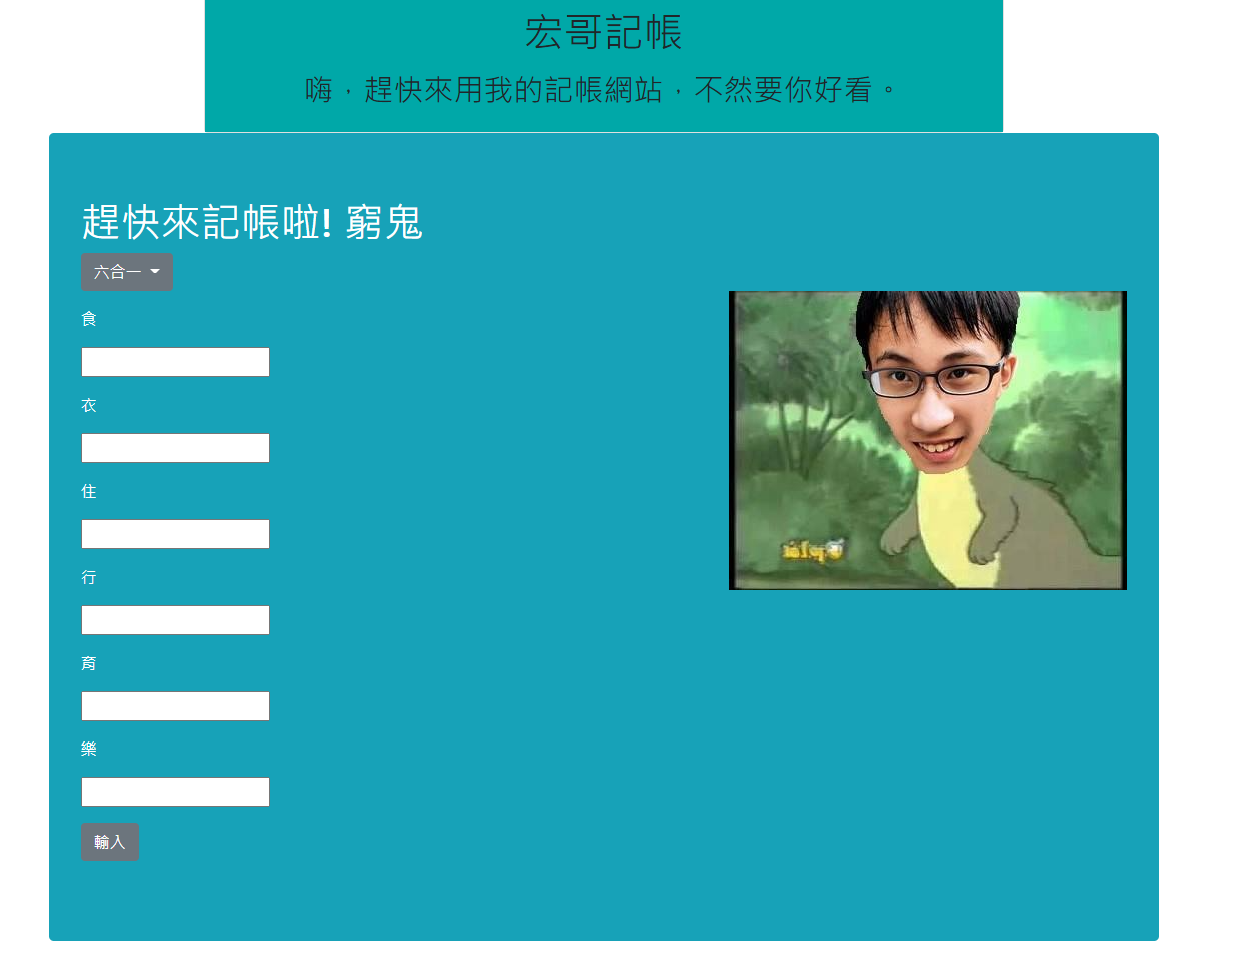 宏哥記帳
嗨，趕快來用我的記帳網站，不然要你好看。
趕快來記帳啦! 窮鬼
六合一
食
衣
住
行
育
樂
輸入